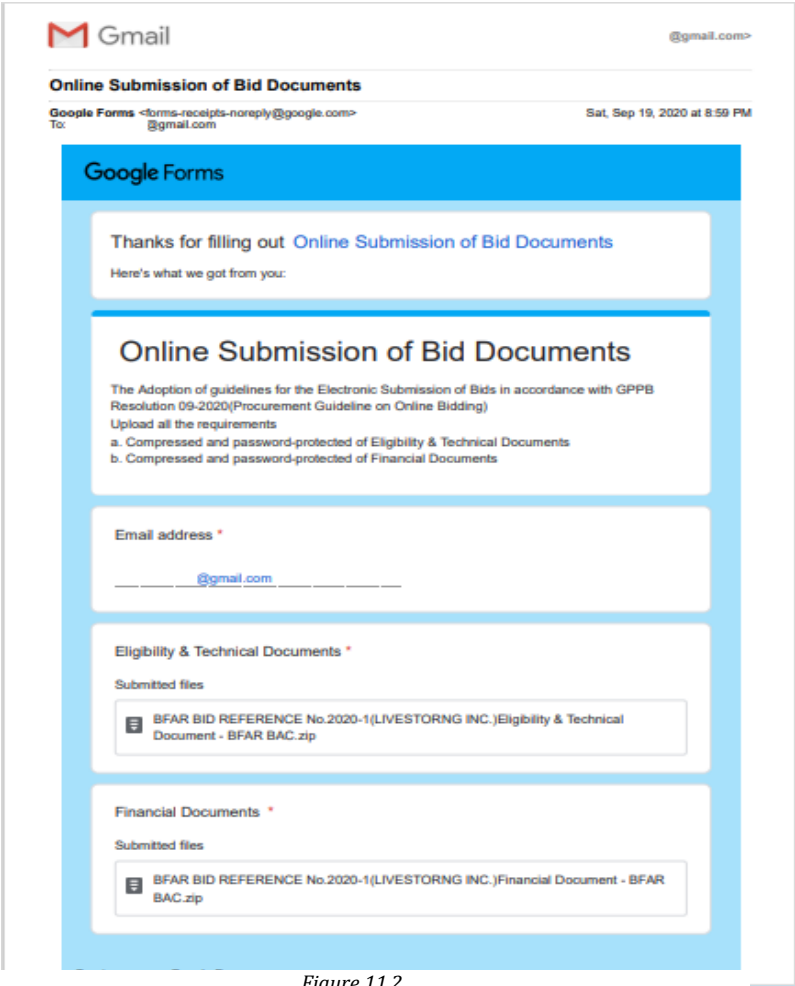 Gmail
@gmail.com>
Online Submission of Bid Documents
Google Forms <forms-receipts-noreply@google.com>
Sat, Sep 19, 2020 at 8:59 PM
To: @gmail.com
Google Forms
Thanks for filling out Online Submission of Bid Documents
Here's what we got from you:
Online Submission of Bid Documents
The Adoption of guidelines for the Electronic Submission of Bids in accordance with GPPB
Resolution 09-2020(Procurement Guideline on Online Bidding)
Upload all the requirements
a. Compressed and password-protected of Eligibility & Technical Documents
b. Compressed and password-protected of Financial Documents
Email address *
@gmail.com
Eligibility & Technical Documents *
Submitted files
BFAR BID REFERENCE No.2020-1(LIVESTORNG INC.)Eligibility & Technical
Document - BFAR BAC.zip
Financial Documents *
Submitted files
BFAR BID REFERENCE No.2020-1(LIVESTORNG INC.)Financial Document - BFAR
BAC.zip
Figure 11.2